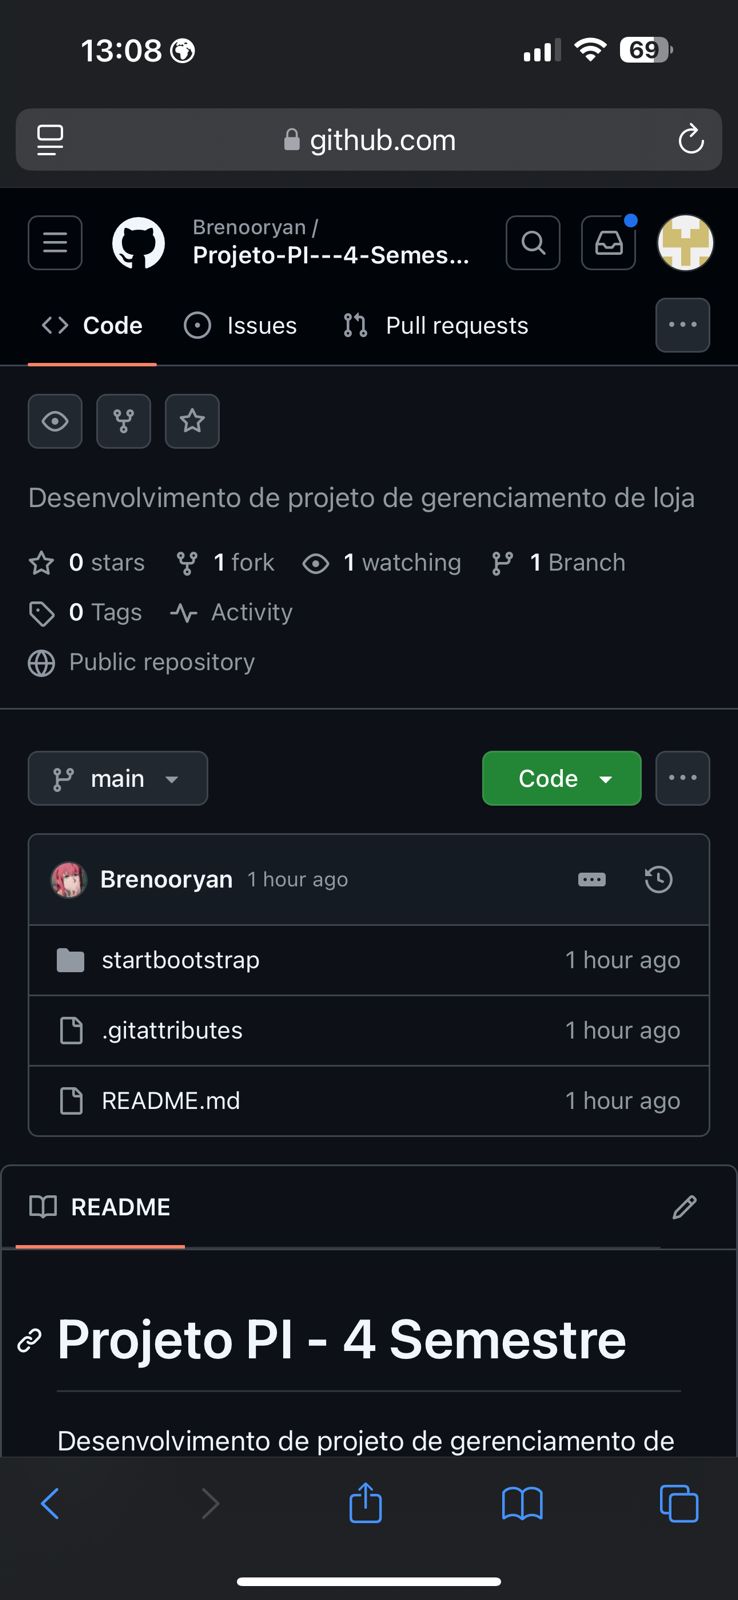 13:08
69
github.com
Brenooryan /
Projeto-PI---4-Semes...
Code Issues Pull requests
Desenvolvimento de projeto de gerenciamento de loja
0 stars 1 fork 1 watching 1 Branch
0 Tags Activity
Public repository
main Code
Brenooryan 1 hour ago
startbootstrap 1 hour ago
.gitattributes 1 hour ago
README.md 1 hour ago
README
Projeto PI - 4 Semestre
Desenvolvimento de projeto de gerenciamento de